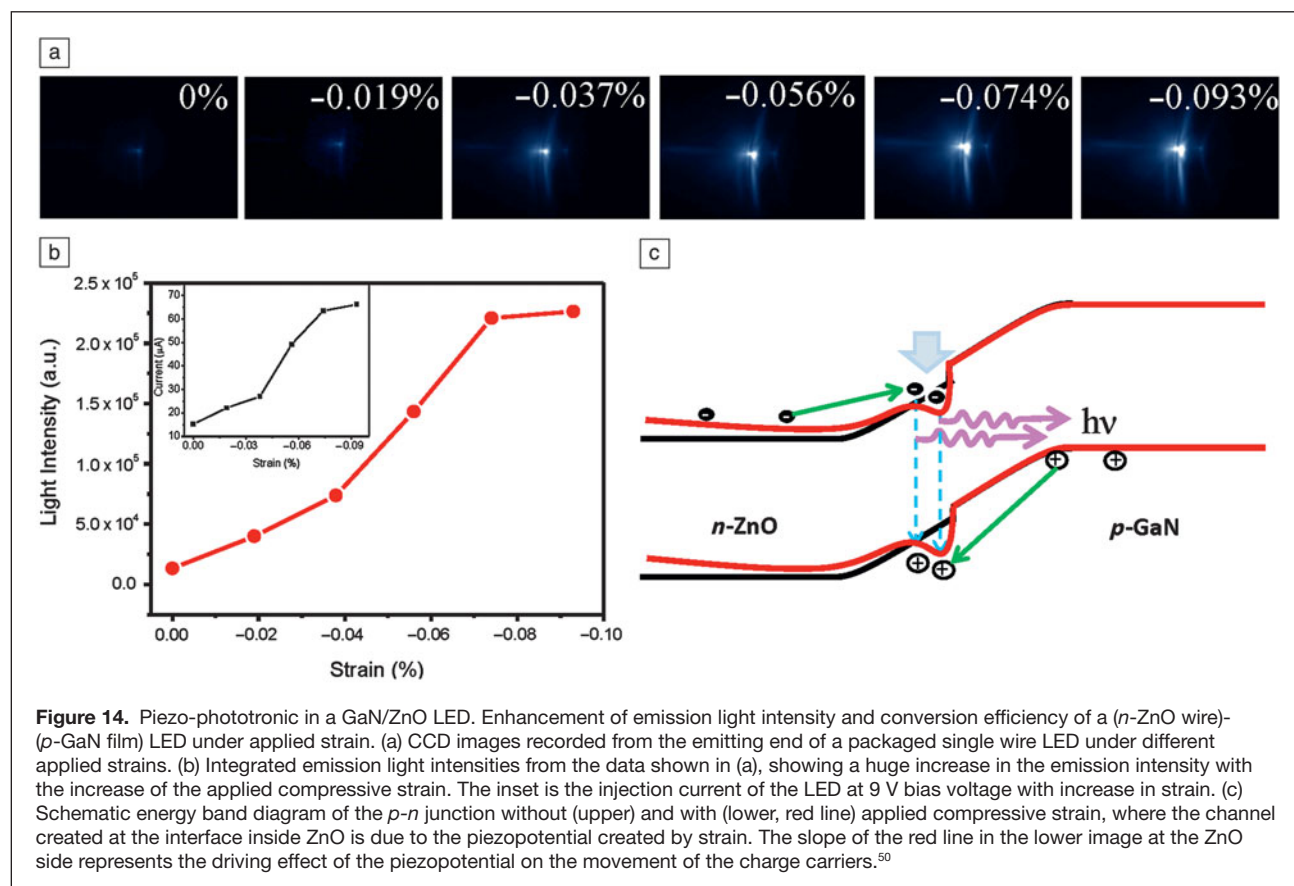 a
0%
−0.019%
−0.037%
−0.056%
−0.074%
−0.093%
b
2.5 x 10⁵
2.0 x 10⁵
1.5 x 10⁵
1.0 x 10⁵
5.0 x 10⁴
0.0
Light Intensity (a.u.)
0.00
−0.02
−0.04
−0.06
−0.08
−0.10
Strain (%)
70
60
50
40
30
20
10
Current (µA)
0.00
−0.03
−0.06
−0.09
Strain (%)
c
hν
n-ZnO
p-GaN
Figure 14. Piezo-phototronic in a GaN/ZnO LED. Enhancement of emission light intensity and conversion efficiency of a (n-ZnO wire)-
(p-GaN film) LED under applied strain. (a) CCD images recorded from the emitting end of a packaged single wire LED under different
applied strains. (b) Integrated emission light intensities from the data shown in (a), showing a huge increase in the emission intensity with
the increase of the applied compressive strain. The inset is the injection current of the LED at 9 V bias voltage with increase in strain. (c)
Schematic energy band diagram of the p-n junction without (upper) and with (lower, red line) applied compressive strain, where the channel
created at the interface inside ZnO is due to the piezopotential created by strain. The slope of the red line in the lower image at the ZnO
side represents the driving effect of the piezopotential on the movement of the charge carriers.⁵⁰